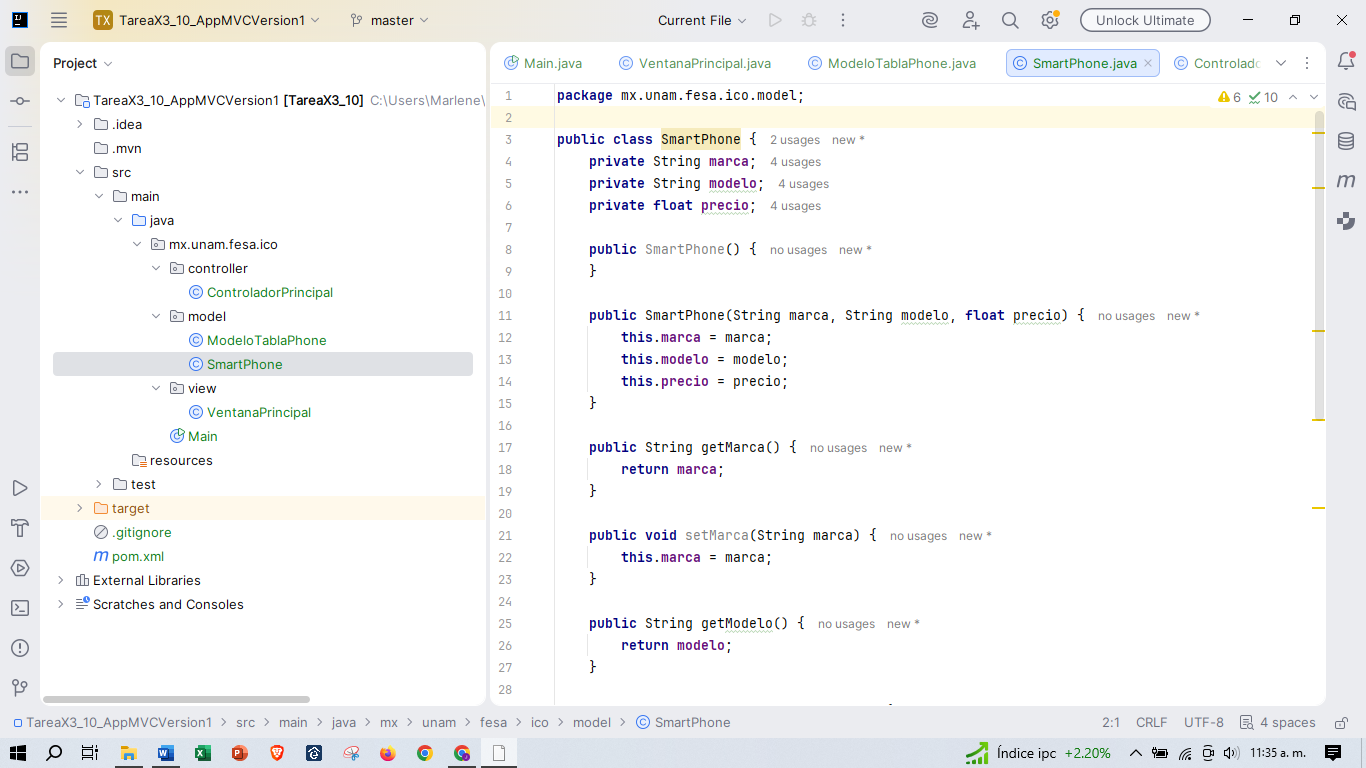 TX TareaX3_10_AppMVCVersion1 master Current File Unlock Ultimate
Project
TareaX3_10_AppMVCVersion1 [TareaX3_10] C:\Users\Marlene\
.idea
.mvn
src
main
java
mx.unam.fesa.ico
controller
ControladorPrincipal
model
ModeloTablaPhone
SmartPhone
view
VentanaPrincipal
Main
resources
test
target
.gitignore
pom.xml
External Libraries
Scratches and Consoles
Main.java VentanaPrincipal.java ModeloTablaPhone.java SmartPhone.java Controlado
6 10
1 package mx.unam.fesa.ico.model;
2
3 public class SmartPhone { 2 usages new *
4 private String marca; 4 usages
5 private String modelo; 4 usages
6 private float precio; 4 usages
7
8 public SmartPhone() { no usages new *
9 }
10
11 public SmartPhone(String marca, String modelo, float precio) { no usages new *
12 this.marca = marca;
13 this.modelo = modelo;
14 this.precio = precio;
15 }
16
17 public String getMarca() { no usages new *
18 return marca;
19 }
20
21 public void setMarca(String marca) { no usages new *
22 this.marca = marca;
23 }
24
25 public String getModelo() { no usages new *
26 return modelo;
27 }
28
TareaX3_10_AppMVCVersion1 > src > main > java > mx > unam > fesa > ico > model > SmartPhone 2:1 CRLF UTF-8 4 spaces
Índice ipc +2.20% 11:35 a. m.